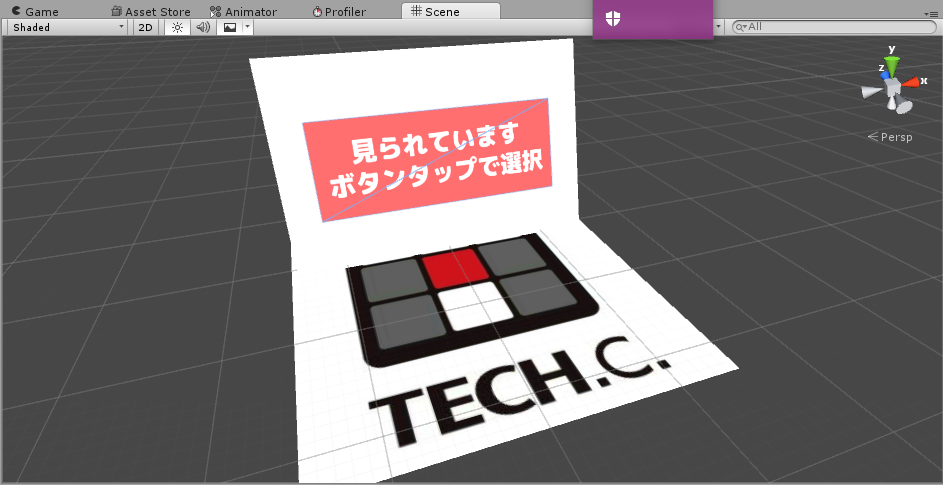 Game
Asset Store
Animator
Profiler
Scene
Shaded
2D
All
y
z
x
Persp
見られています
ボタンタップで選択
TECH.C.